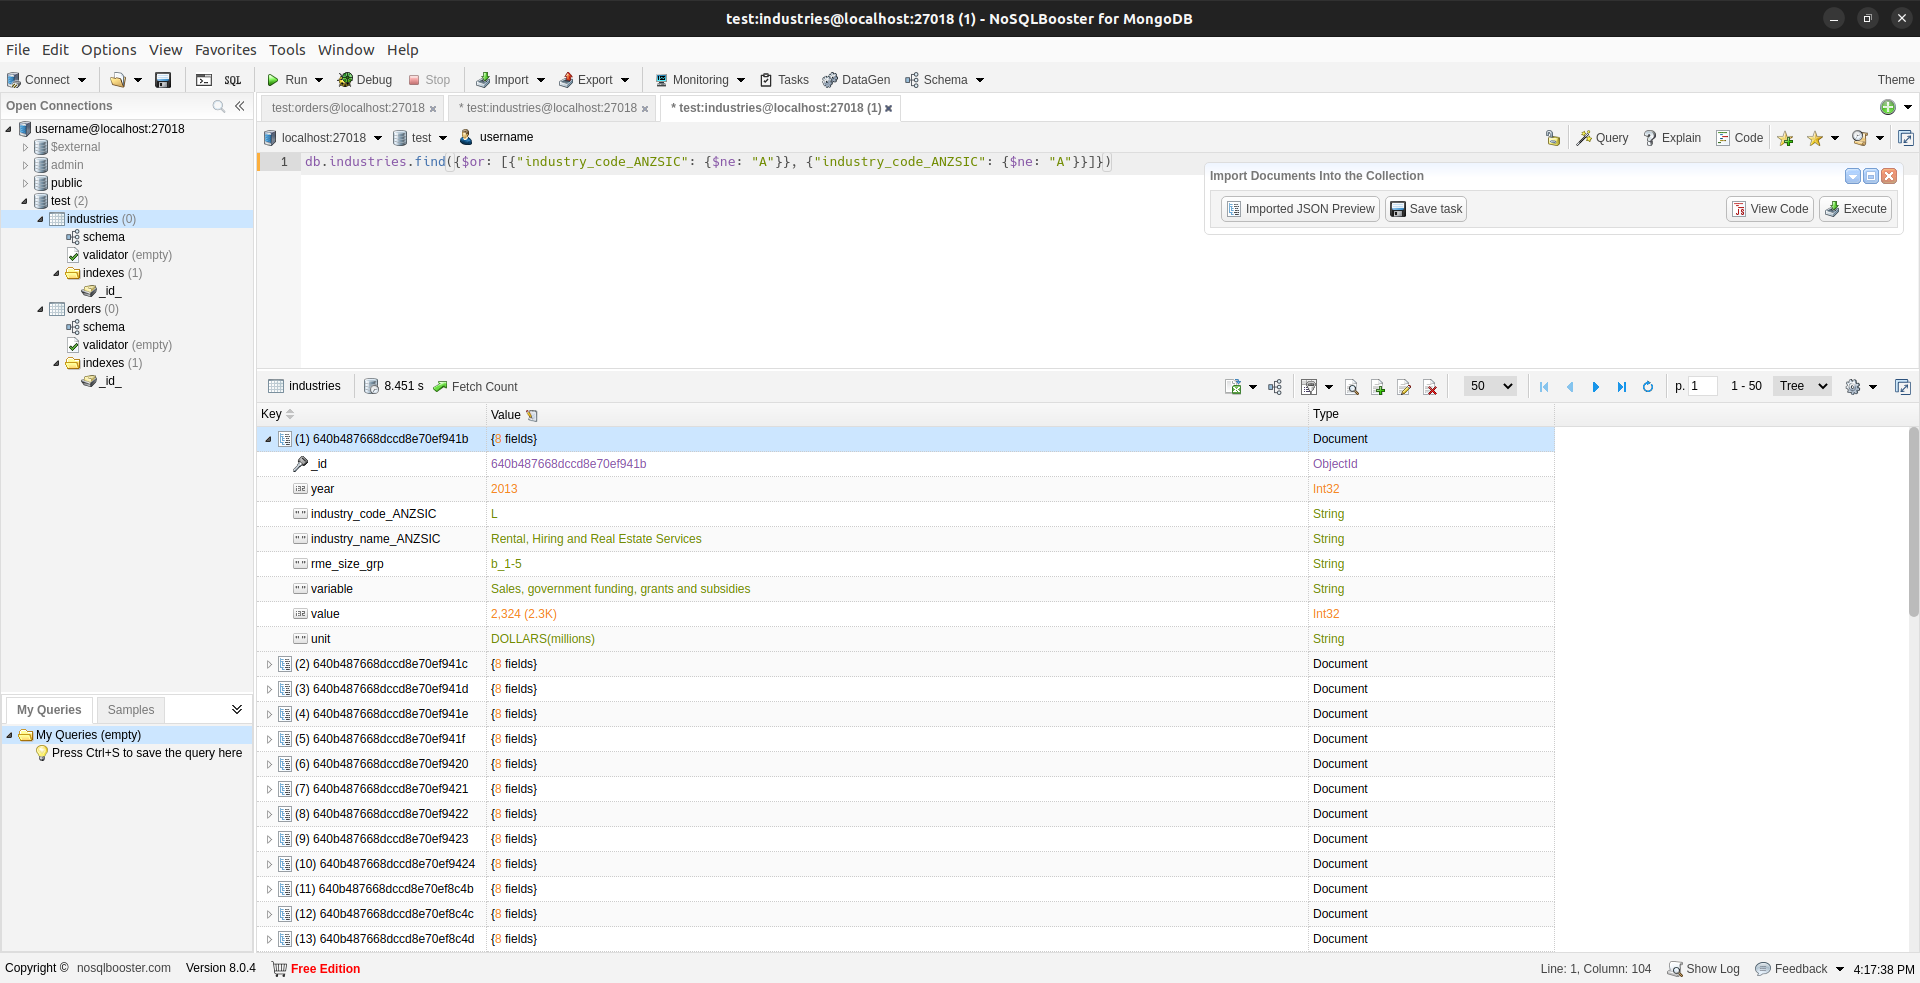 test:industries@localhost:27018 (1) - NoSQLBooster for MongoDB
File Edit Options View Favorites Tools Window Help
Connect SQL Run Debug Stop Import Export Monitoring Tasks DataGen Schema Theme
Open Connections
username@localhost:27018
$external
admin
public
test (2)
industries (0)
schema
validator (empty)
indexes (1)
_id_
orders (0)
schema
validator (empty)
indexes (1)
_id_
My Queries Samples
My Queries (empty)
Press Ctrl+S to save the query here
test:orders@localhost:27018 * test:industries@localhost:27018 * test:industries@localhost:27018 (1)
localhost:27018 test username Query Explain Code
1 db.industries.find({$or: [{"industry_code_ANZSIC": {$ne: "A"}}, {"industry_code_ANZSIC": {$ne: "A"}}]})
Import Documents Into the Collection
Imported JSON Preview Save task View Code Execute
industries 8.451 s Fetch Count 50 p. 1 1 - 50 Tree
Key Value Type
(1) 640b487668dccd8e70ef941b {8 fields} Document
_id 640b487668dccd8e70ef941b ObjectId
year 2013 Int32
industry_code_ANZSIC L String
industry_name_ANZSIC Rental, Hiring and Real Estate Services String
rme_size_grp b_1-5 String
variable Sales, government funding, grants and subsidies String
value 2,324 (2.3K) Int32
unit DOLLARS(millions) String
(2) 640b487668dccd8e70ef941c {8 fields} Document
(3) 640b487668dccd8e70ef941d {8 fields} Document
(4) 640b487668dccd8e70ef941e {8 fields} Document
(5) 640b487668dccd8e70ef941f {8 fields} Document
(6) 640b487668dccd8e70ef9420 {8 fields} Document
(7) 640b487668dccd8e70ef9421 {8 fields} Document
(8) 640b487668dccd8e70ef9422 {8 fields} Document
(9) 640b487668dccd8e70ef9423 {8 fields} Document
(10) 640b487668dccd8e70ef9424 {8 fields} Document
(11) 640b487668dccd8e70ef8c4b {8 fields} Document
(12) 640b487668dccd8e70ef8c4c {8 fields} Document
(13) 640b487668dccd8e70ef8c4d {8 fields} Document
Copyright © nosqlbooster.com Version 8.0.4 Free Edition Line: 1, Column: 104 Show Log Feedback 4:17:38 PM